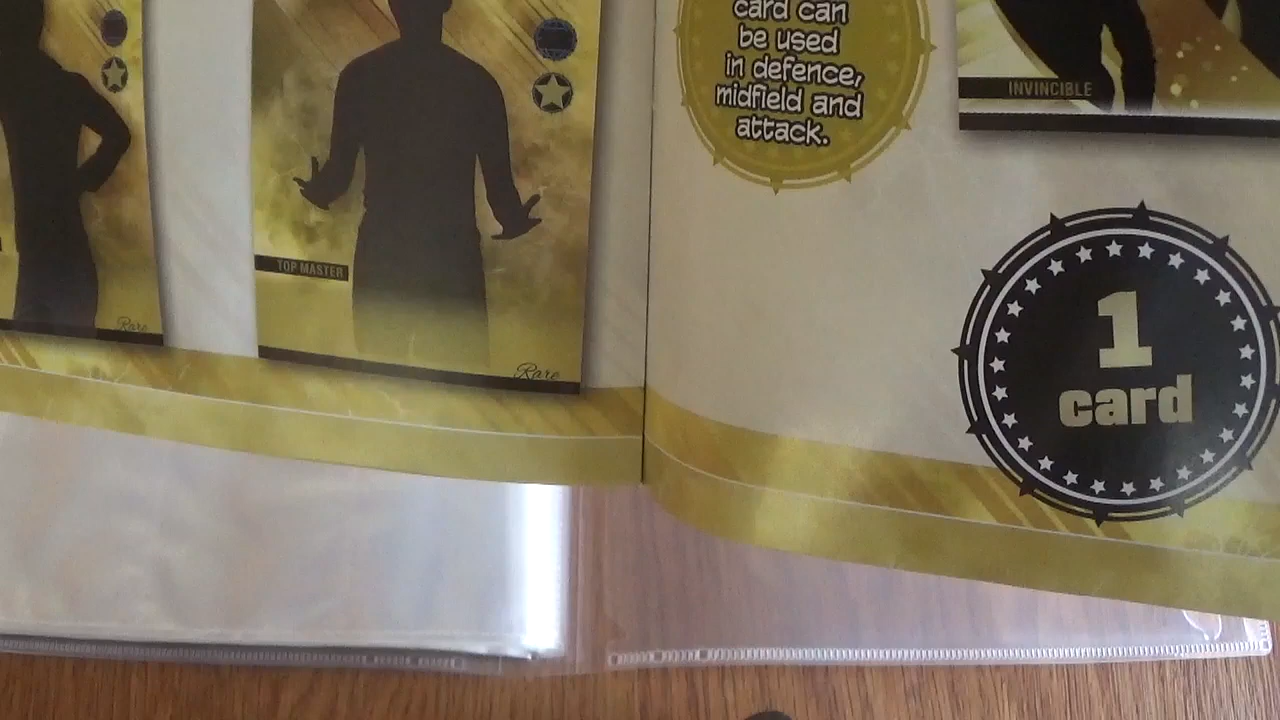 TOP MASTER
Rare
Rare
card can
be used
in defence,
midfield and
attack.
INVINCIBLE
1
card